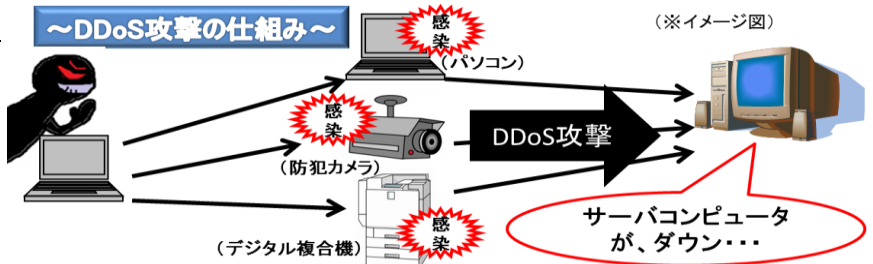 ～DDoS攻撃の仕組み～
感
染
(パソコン)
(※イメージ図)
感
染
(防犯カメラ)
DDoS攻撃
(デジタル複合機)
感
染
サーバコンピュータ
が、ダウン・・・